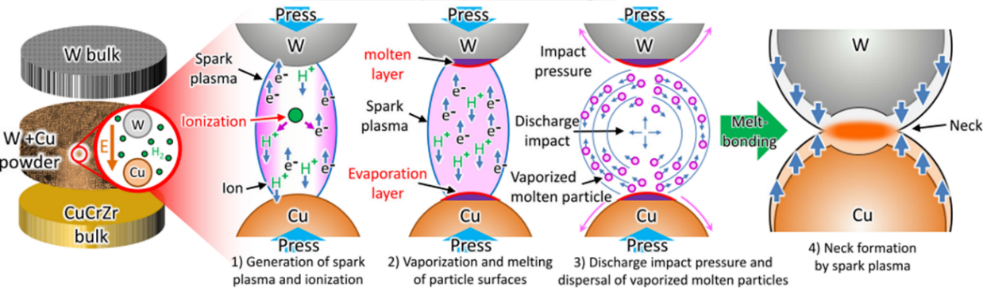 W bulk
W +Cu
powder
CuCrZr
bulk
W
E
H2
Cu
Press
W
Spark
plasma
e-
H+
e-
e-
Ionization
H+
e-
e-
H+
H+
Ion
Cu
Press
1) Generation of spark
plasma and ionization
Press
W
molten
layer
e-
e-
H+
e-
Spark
plasma
H+
e-
H+
H+
e-
Evaporation
layer
Cu
Press
2) Vaporization and melting
of particle surfaces
Press
W
Impact
pressure
Discharge
impact
Vaporized
molten particle
Cu
Press
3) Discharge impact pressure and
dispersal of vaporized molten particles
Melt-
bonding
W
Neck
Cu
4) Neck formation
by spark plasma